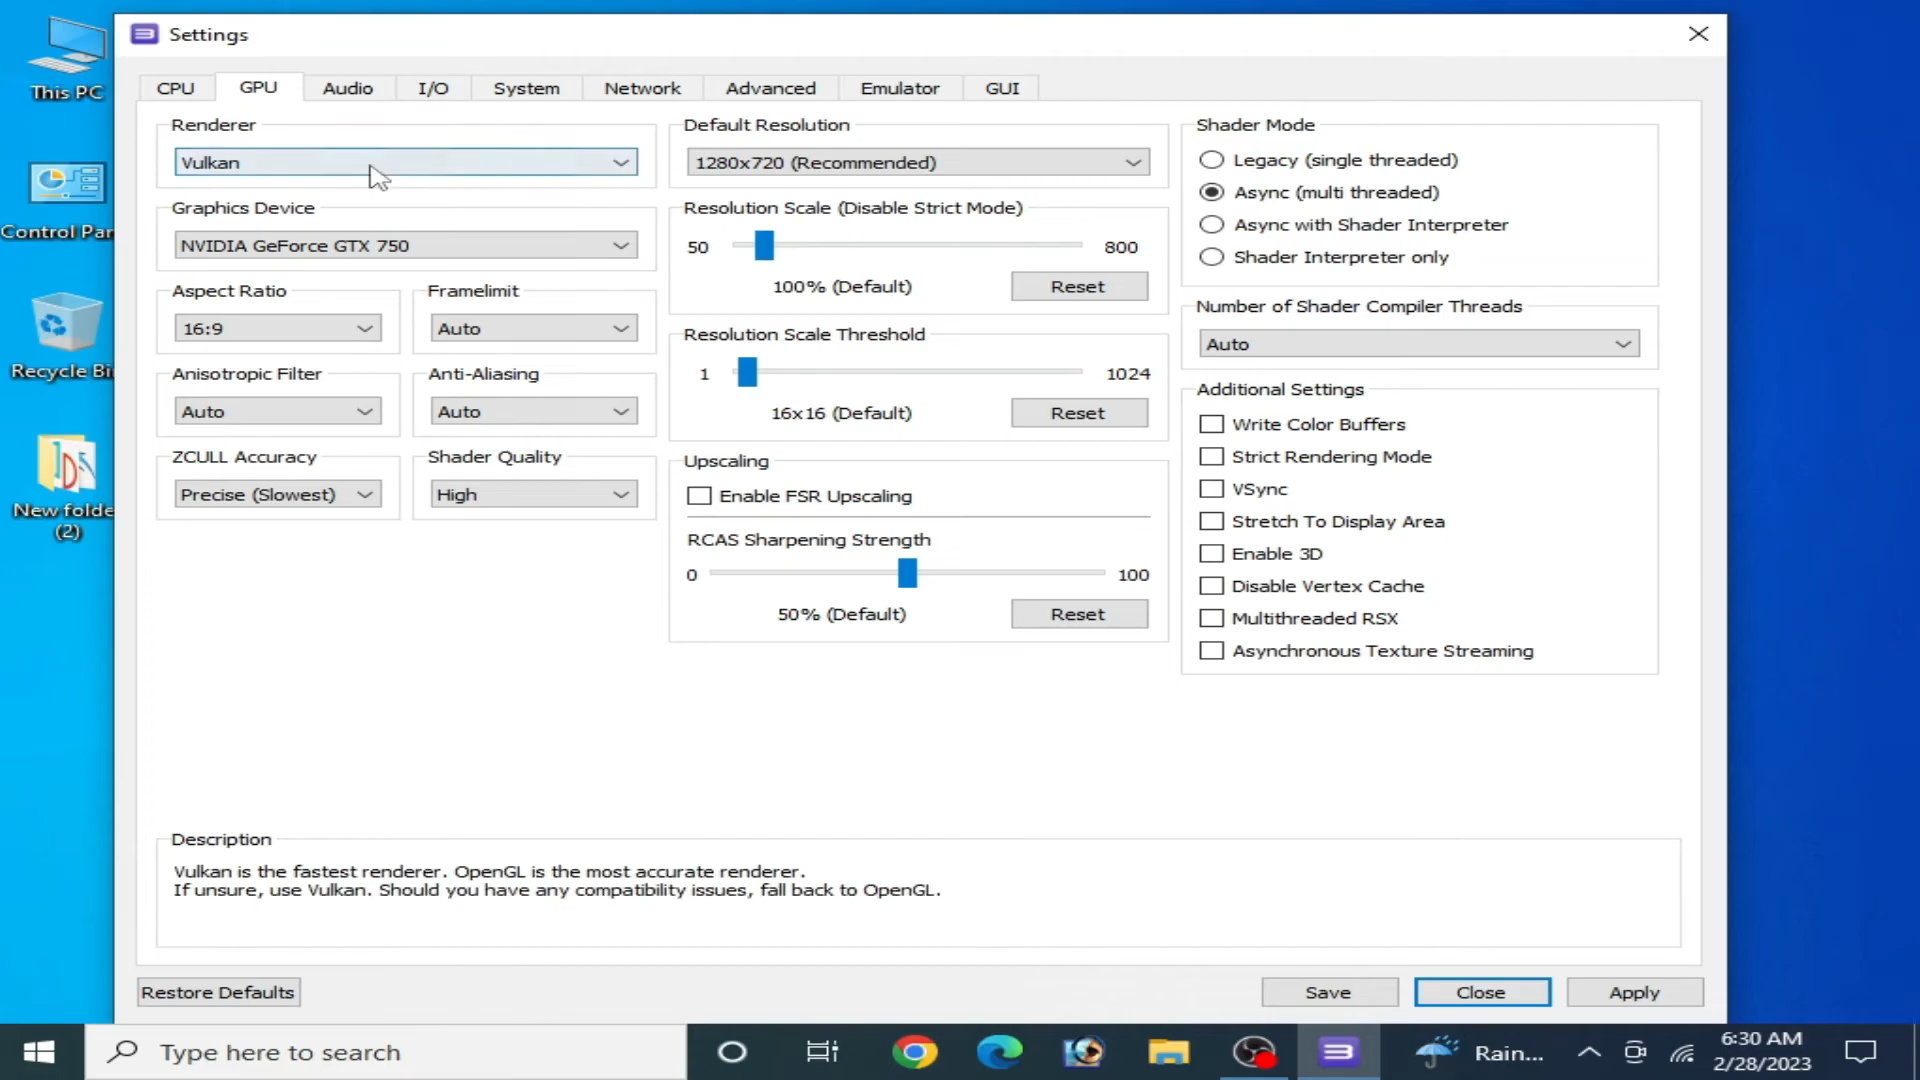 This PC
Control Par
Recycle Bi
New folde
(2)
Settings
CPU GPU Audio I/O System Network Advanced Emulator GUI
Renderer
Vulkan
Graphics Device
NVIDIA GeForce GTX 750
Aspect Ratio
16:9
Framelimit
Auto
Anisotropic Filter
Auto
Anti-Aliasing
Auto
ZCULL Accuracy
Precise (Slowest)
Shader Quality
High
Default Resolution
1280x720 (Recommended)
Resolution Scale (Disable Strict Mode)
50 800
100% (Default) Reset
Resolution Scale Threshold
1 1024
16x16 (Default) Reset
Upscaling
Enable FSR Upscaling
RCAS Sharpening Strength
0 100
50% (Default) Reset
Shader Mode
Legacy (single threaded)
Async (multi threaded)
Async with Shader Interpreter
Shader Interpreter only
Number of Shader Compiler Threads
Auto
Additional Settings
Write Color Buffers
Strict Rendering Mode
VSync
Stretch To Display Area
Enable 3D
Disable Vertex Cache
Multithreaded RSX
Asynchronous Texture Streaming
Description
Vulkan is the fastest renderer. OpenGL is the most accurate renderer.
If unsure, use Vulkan. Should you have any compatibility issues, fall back to OpenGL.
Restore Defaults Save Close Apply
Type here to search
Rain...
6:30 AM
2/28/2023